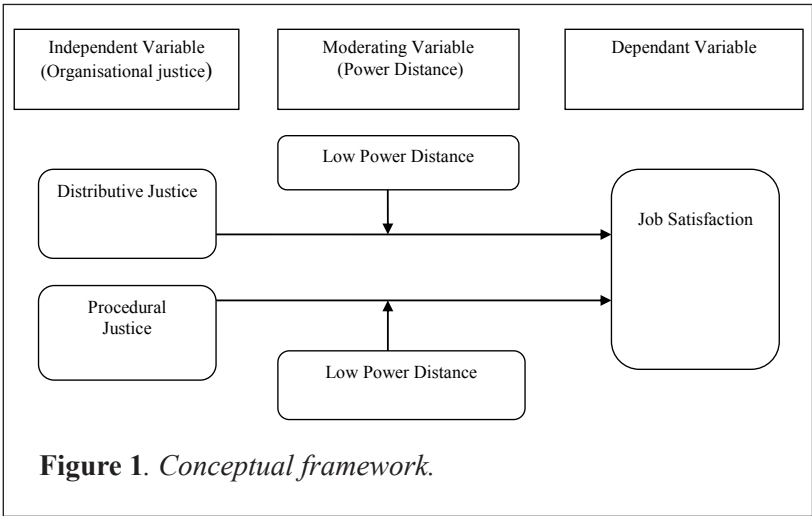 Independent Variable
(Organisational justice)
Moderating Variable
(Power Distance)
Dependant Variable
Low Power Distance
Distributive Justice
Job Satisfaction
Procedural
Justice
Low Power Distance
Figure 1. Conceptual framework.